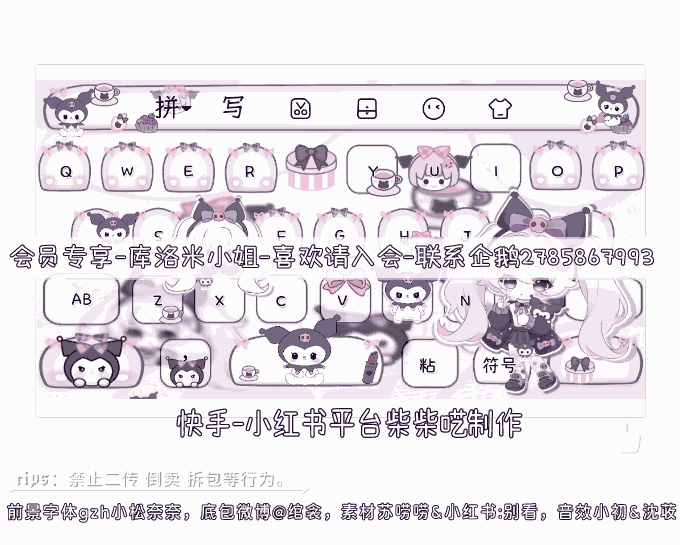 拼 写
Q W E R Y U I O P
S F G H J
会员专享-库洛米小姐-喜欢请入会-联系企鹅2785867993
AB Z X C V N
， 粘 符号
快手-小红书平台柴柴呓制作
rips：禁止二传 倒卖 拆包等行为。
前景字体gzh小松奈奈，底包微博@绾衾，素材苏唠唠&小红书:别看，音效小初&沈莜